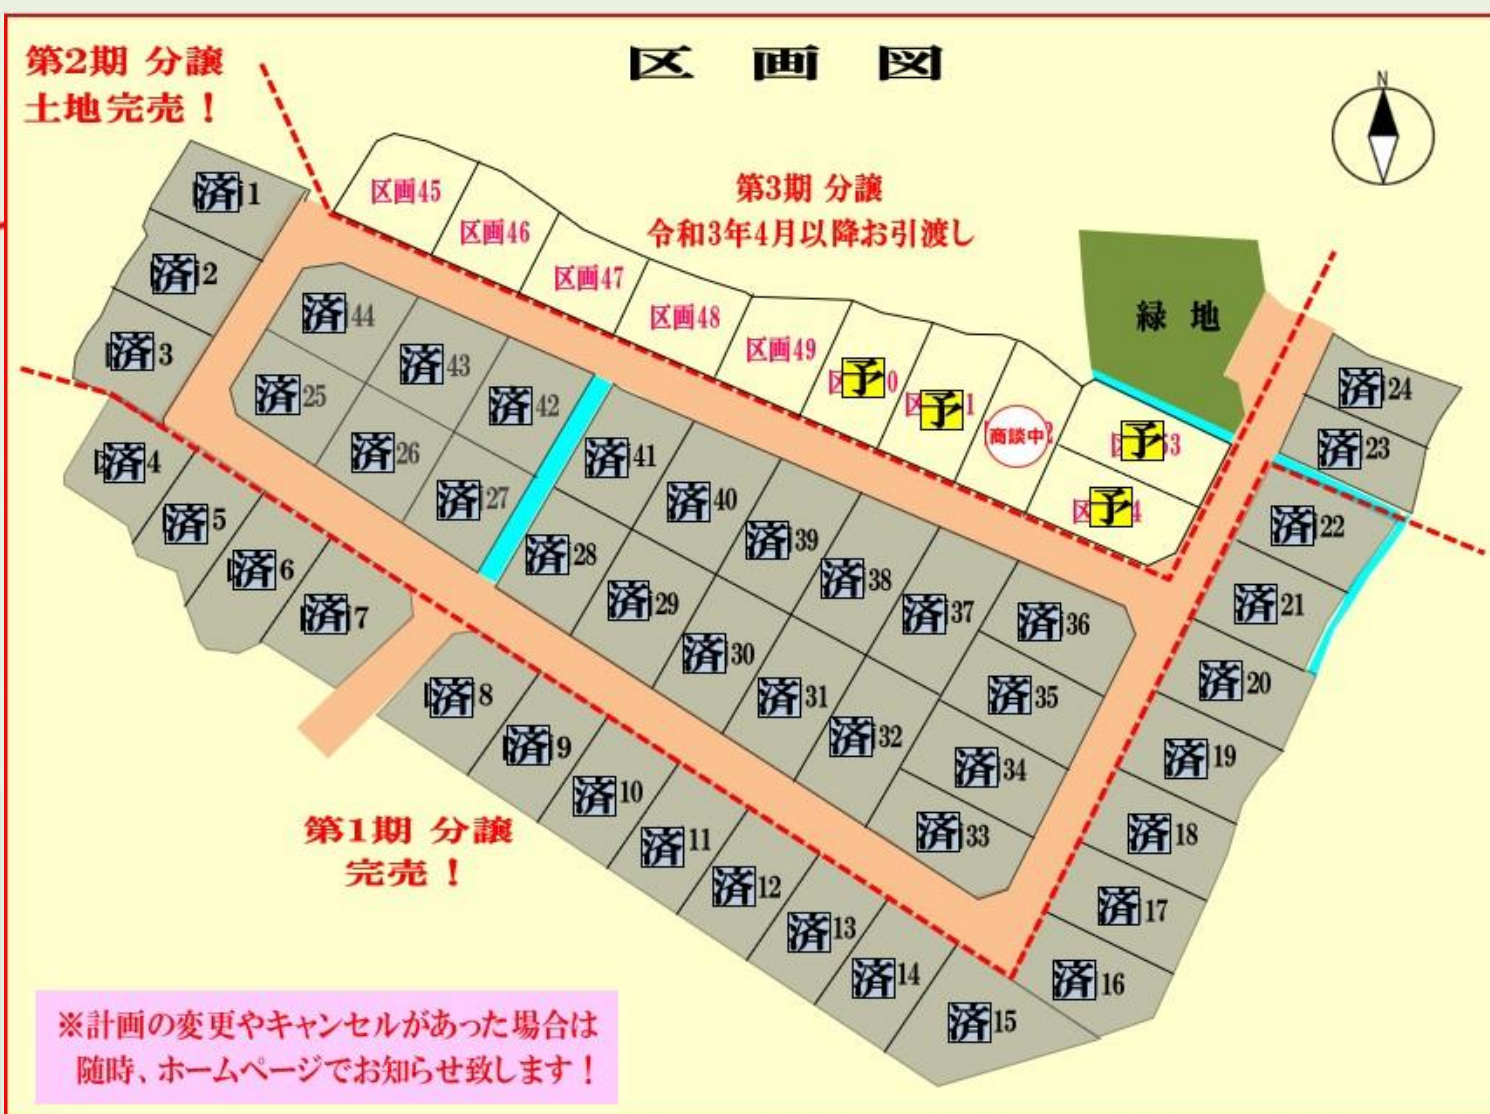 区画図
第2期 分譲
土地完売！
N
第3期 分譲
令和3年4月以降お引渡し
緑地
区画45
区画46
区画47
区画48
区画49
予
予
商談中
予
予
済1
済2
済3
済4
済5
済6
済7
済8
済9
済10
済11
済12
済13
済14
済15
済16
済17
済18
済19
済20
済21
済22
済23
済24
済25
済26
済27
済28
済29
済30
済31
済32
済33
済34
済35
済36
済37
済38
済39
済40
済41
済42
済43
済44
第1期 分譲
完売！
※計画の変更やキャンセルがあった場合は
随時、ホームページでお知らせ致します！